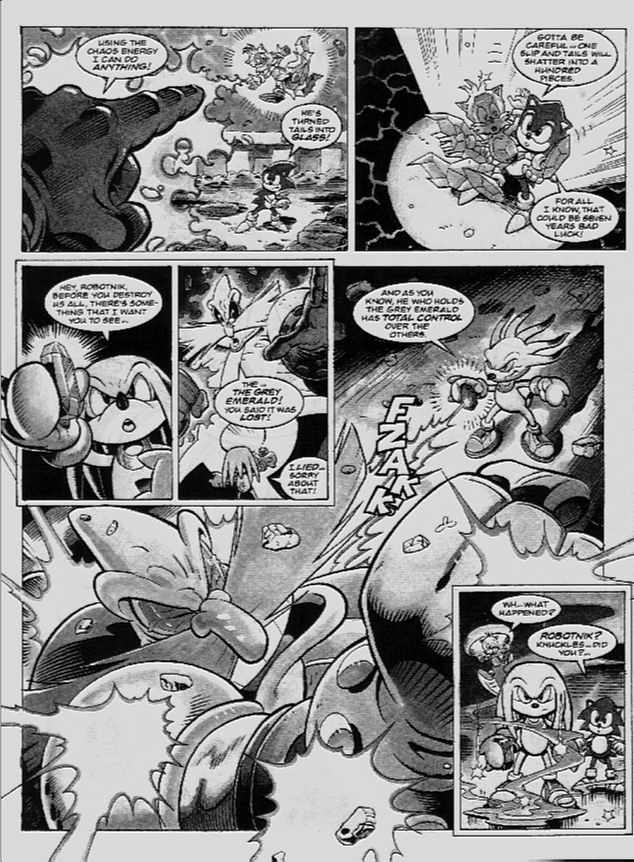 USING THE
CHAOS ENERGY
I CAN DO
ANYTHING!
HE'S
TURNED
TAILS INTO
GLASS!
GOTTA BE
CAREFUL... ONE
SLIP AND TAILS WILL
SHATTER INTO A
HUNDRED
PIECES.
FOR ALL
I KNOW, THAT
COULD BE SEVEN
YEARS BAD
LUCK!
HEY, ROBOTNIK,
BEFORE YOU DESTROY
US ALL, THERE'S SOME-
THING THAT I WANT
YOU TO SEE...
THE ...
THE GREY
EMERALD!
YOU SAID IT WAS
LOST!
I LIED...
SORRY
ABOUT
THAT!
AND AS YOU
KNOW, HE WHO HOLDS
THE GREY EMERALD
HAS TOTAL CONTROL
OVER THE
OTHERS.
FZAKK
WH...WHAT
HAPPENED?
ROBOTNIK?
KNUCKLES... DID
YOU?...